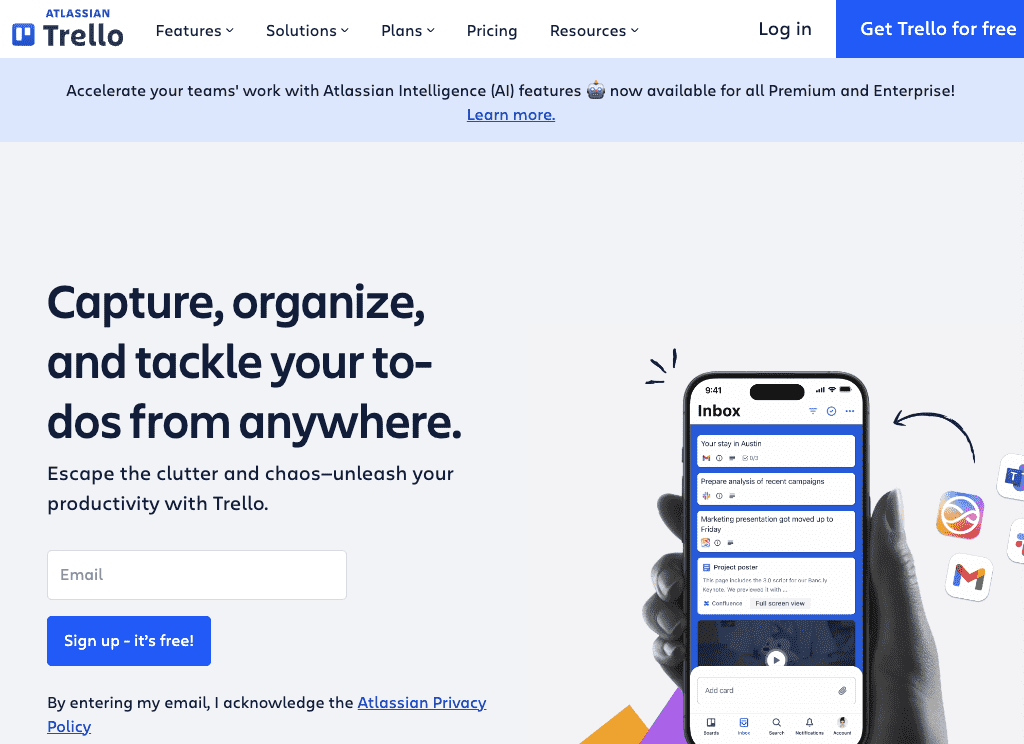 ATLASSIAN
Trello
Features
Solutions
Plans
Pricing
Resources
Log in
Get Trello for free
Accelerate your teams' work with Atlassian Intelligence (AI) features 🤖 now available for all Premium and Enterprise!
Learn more.
Capture, organize,
and tackle your to-
dos from anywhere.
Escape the clutter and chaos—unleash your
productivity with Trello.
Email
Sign up - it's free!
By entering my email, I acknowledge the Atlassian Privacy
Policy
9:41
Inbox
Your stay in Austin
0/3
Prepare analysis of recent campaigns
Marketing presentation got moved up to
Friday
Project poster
This page includes the 3.0 script for our
Keynote. We previewed it with ...
Confluence
Full screen view
Add card
Boards
Inbox
Search
Notifications
Account